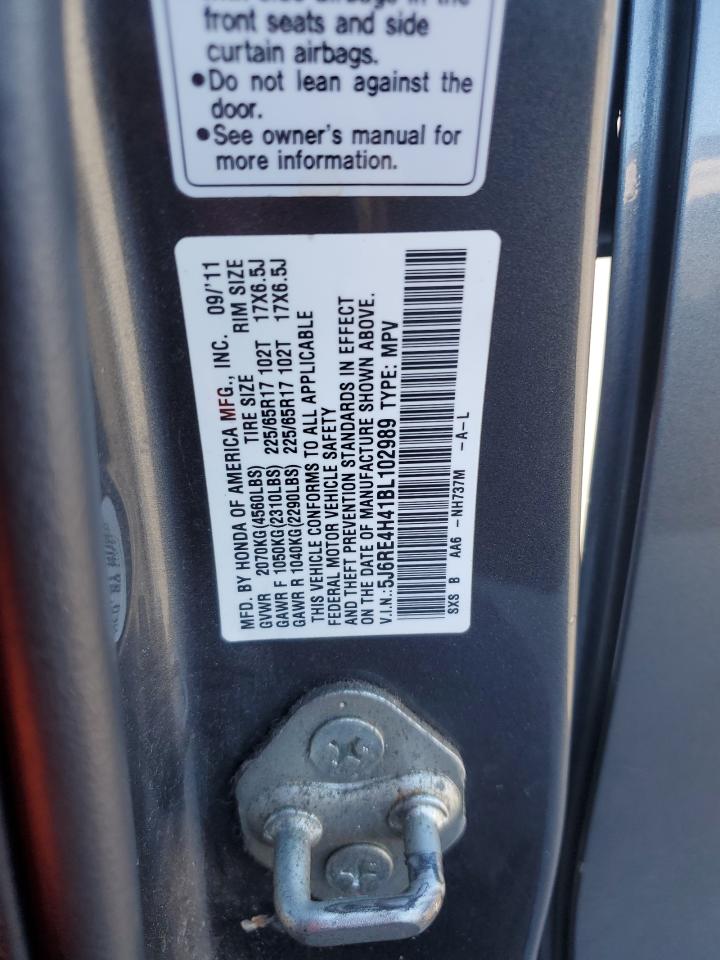 front seats and side
curtain airbags.
●Do not lean against the
door.
●See owner's manual for
more information.
MFD. BY HONDA OF AMERICA MFG., INC. 09/'11
GVWR 2070KG(4560LBS) TIRE SIZE RIM SIZE
GAWR F 1050KG(2310LBS) 225/65R17 102T 17X6.5J
GAWR R 1040KG(2290LBS) 225/65R17 102T 17X6.5J
THIS VEHICLE CONFORMS TO ALL APPLICABLE
FEDERAL MOTOR VEHICLE SAFETY
AND THEFT PREVENTION STANDARDS IN EFFECT
ON THE DATE OF MANUFACTURE SHOWN ABOVE.
V.I.N.:5J6RE4H41BL102989 TYPE: MPV
SXS B AA6 -NH737M -A-L